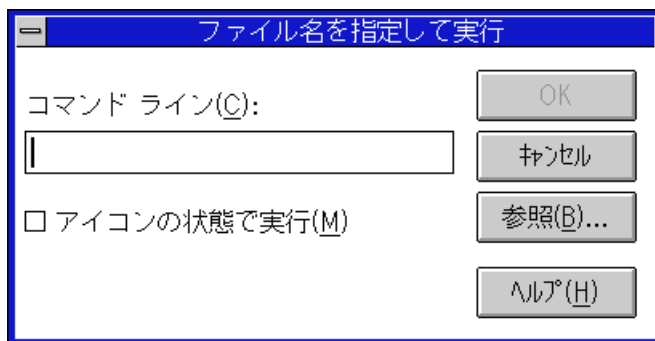 ファイル名を指定して実行
コマンド ライン(C):
アイコンの状態で実行(M)
OK
ｷｬﾝｾﾙ
参照(B)...
ﾍﾙﾌﾟ(H)